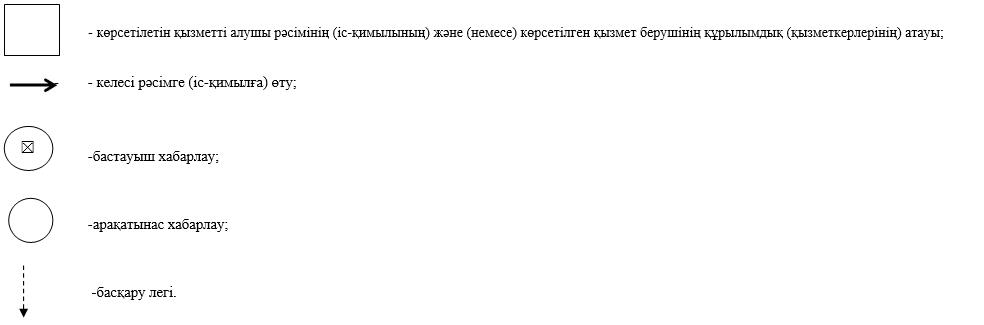 - көрсетілетін қызметті алушы рәсімінің (іс-қимылының) және (немесе) көрсетілген қызмет берушінің құрылымдық (қызметкерлерінің) атауы;
- келесі рәсімге (іс-қимылға) өту;
-бастауыш хабарлау;
-арақатынас хабарлау;
-басқару легі.